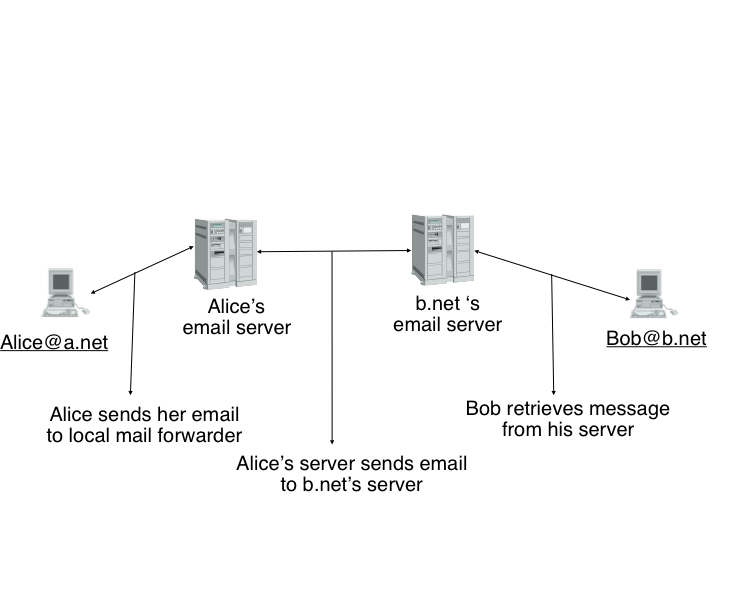 Alice's
email server
b.net ‘s
email server
Alice@a.net
Bob@b.net
Alice sends her email
to local mail forwarder
Bob retrieves message
from his server
Alice’s server sends email
to b.net’s server